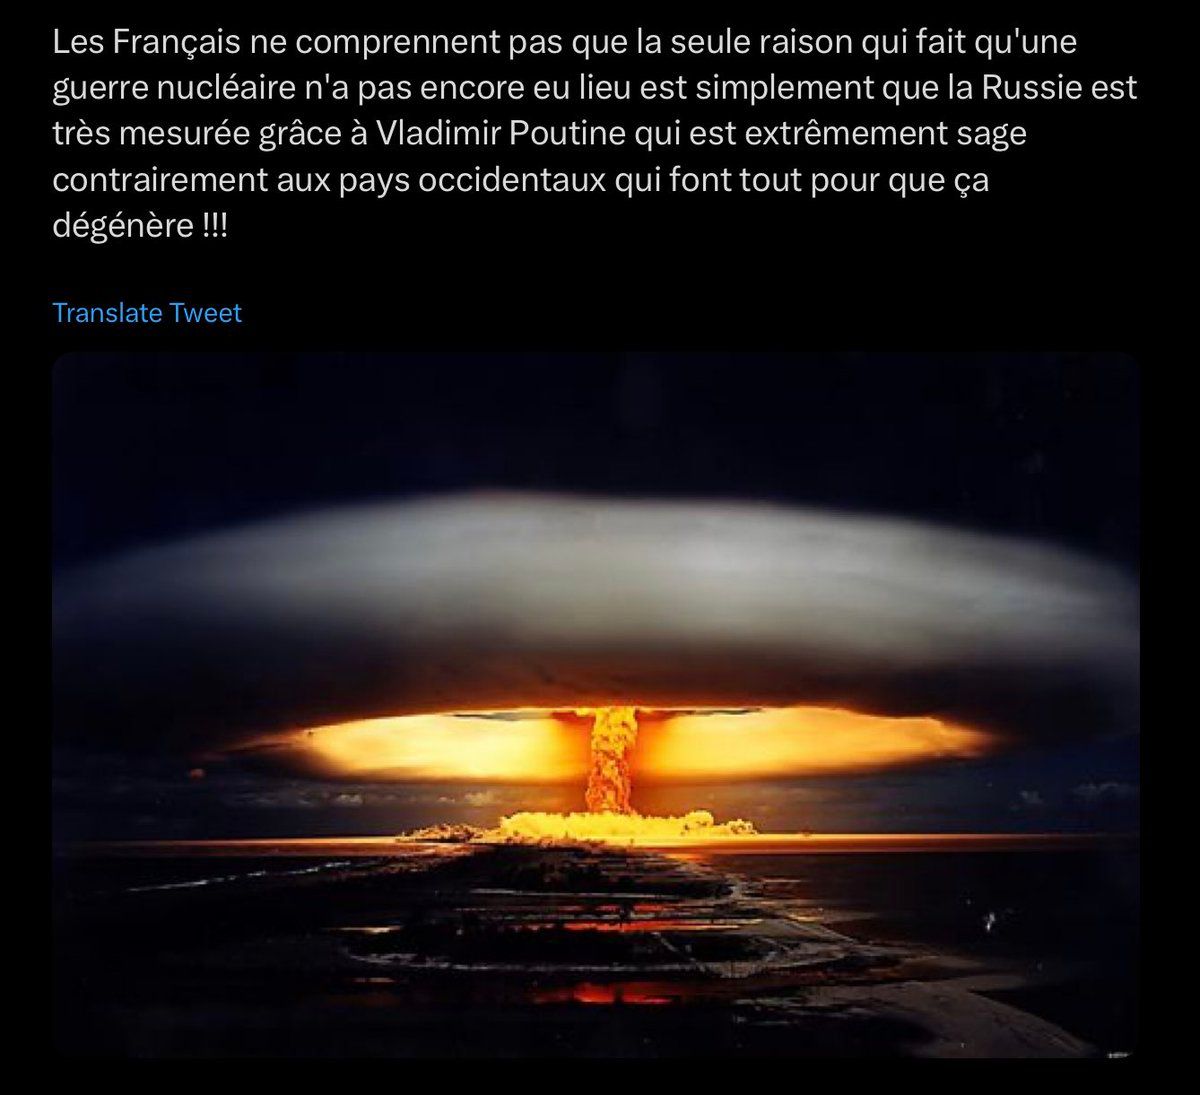 Les Français ne comprennent pas que la seule raison qui fait qu'une
guerre nucléaire n'a pas encore eu lieu est simplement que la Russie est
très mesurée grâce à Vladimir Poutine qui est extrêmement sage
contrairement aux pays occidentaux qui font tout pour que ça
dégénère !!!
Translate Tweet